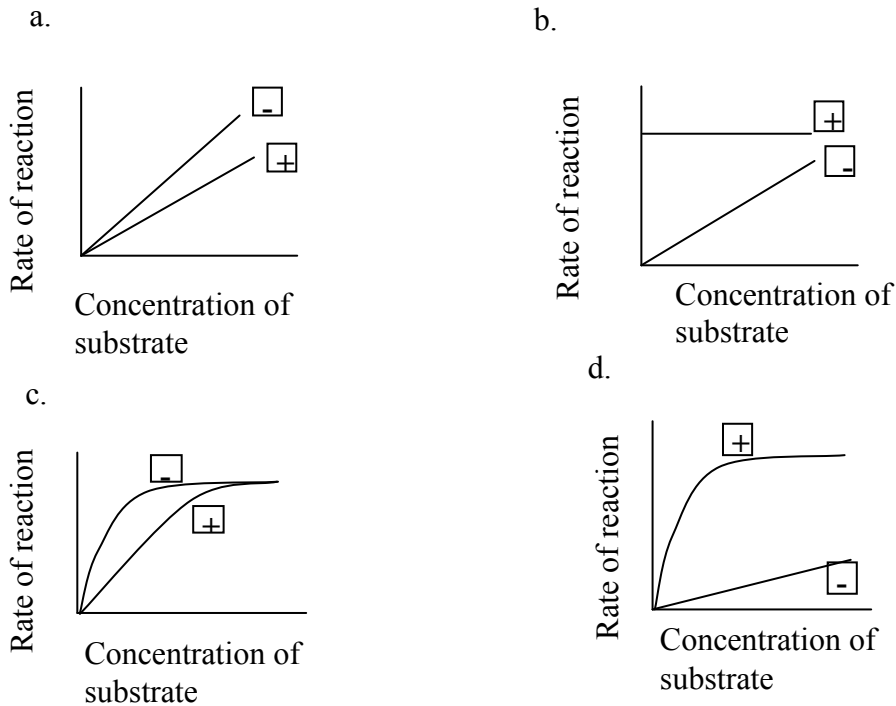 a.
-
+
Rate of reaction
Concentration of
substrate
b.
+
-
Rate of reaction
Concentration of
substrate
c.
-
+
Rate of reaction
Concentration of
substrate
d.
+
-
Rate of reaction
Concentration of
substrate